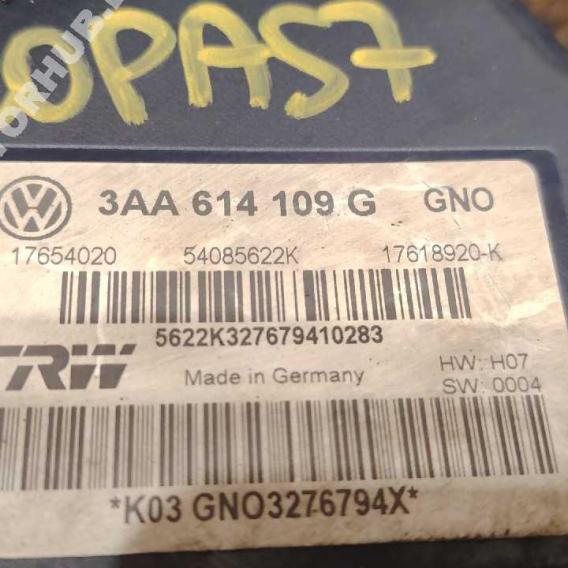 ORHUB.
OPAS7
3AA 614 109 G GNO
17654020 54085622K 17618920-K
5622K327679410283
TRW Made in Germany HW: H07
SW: 0004
*K03 GNO3276794X*